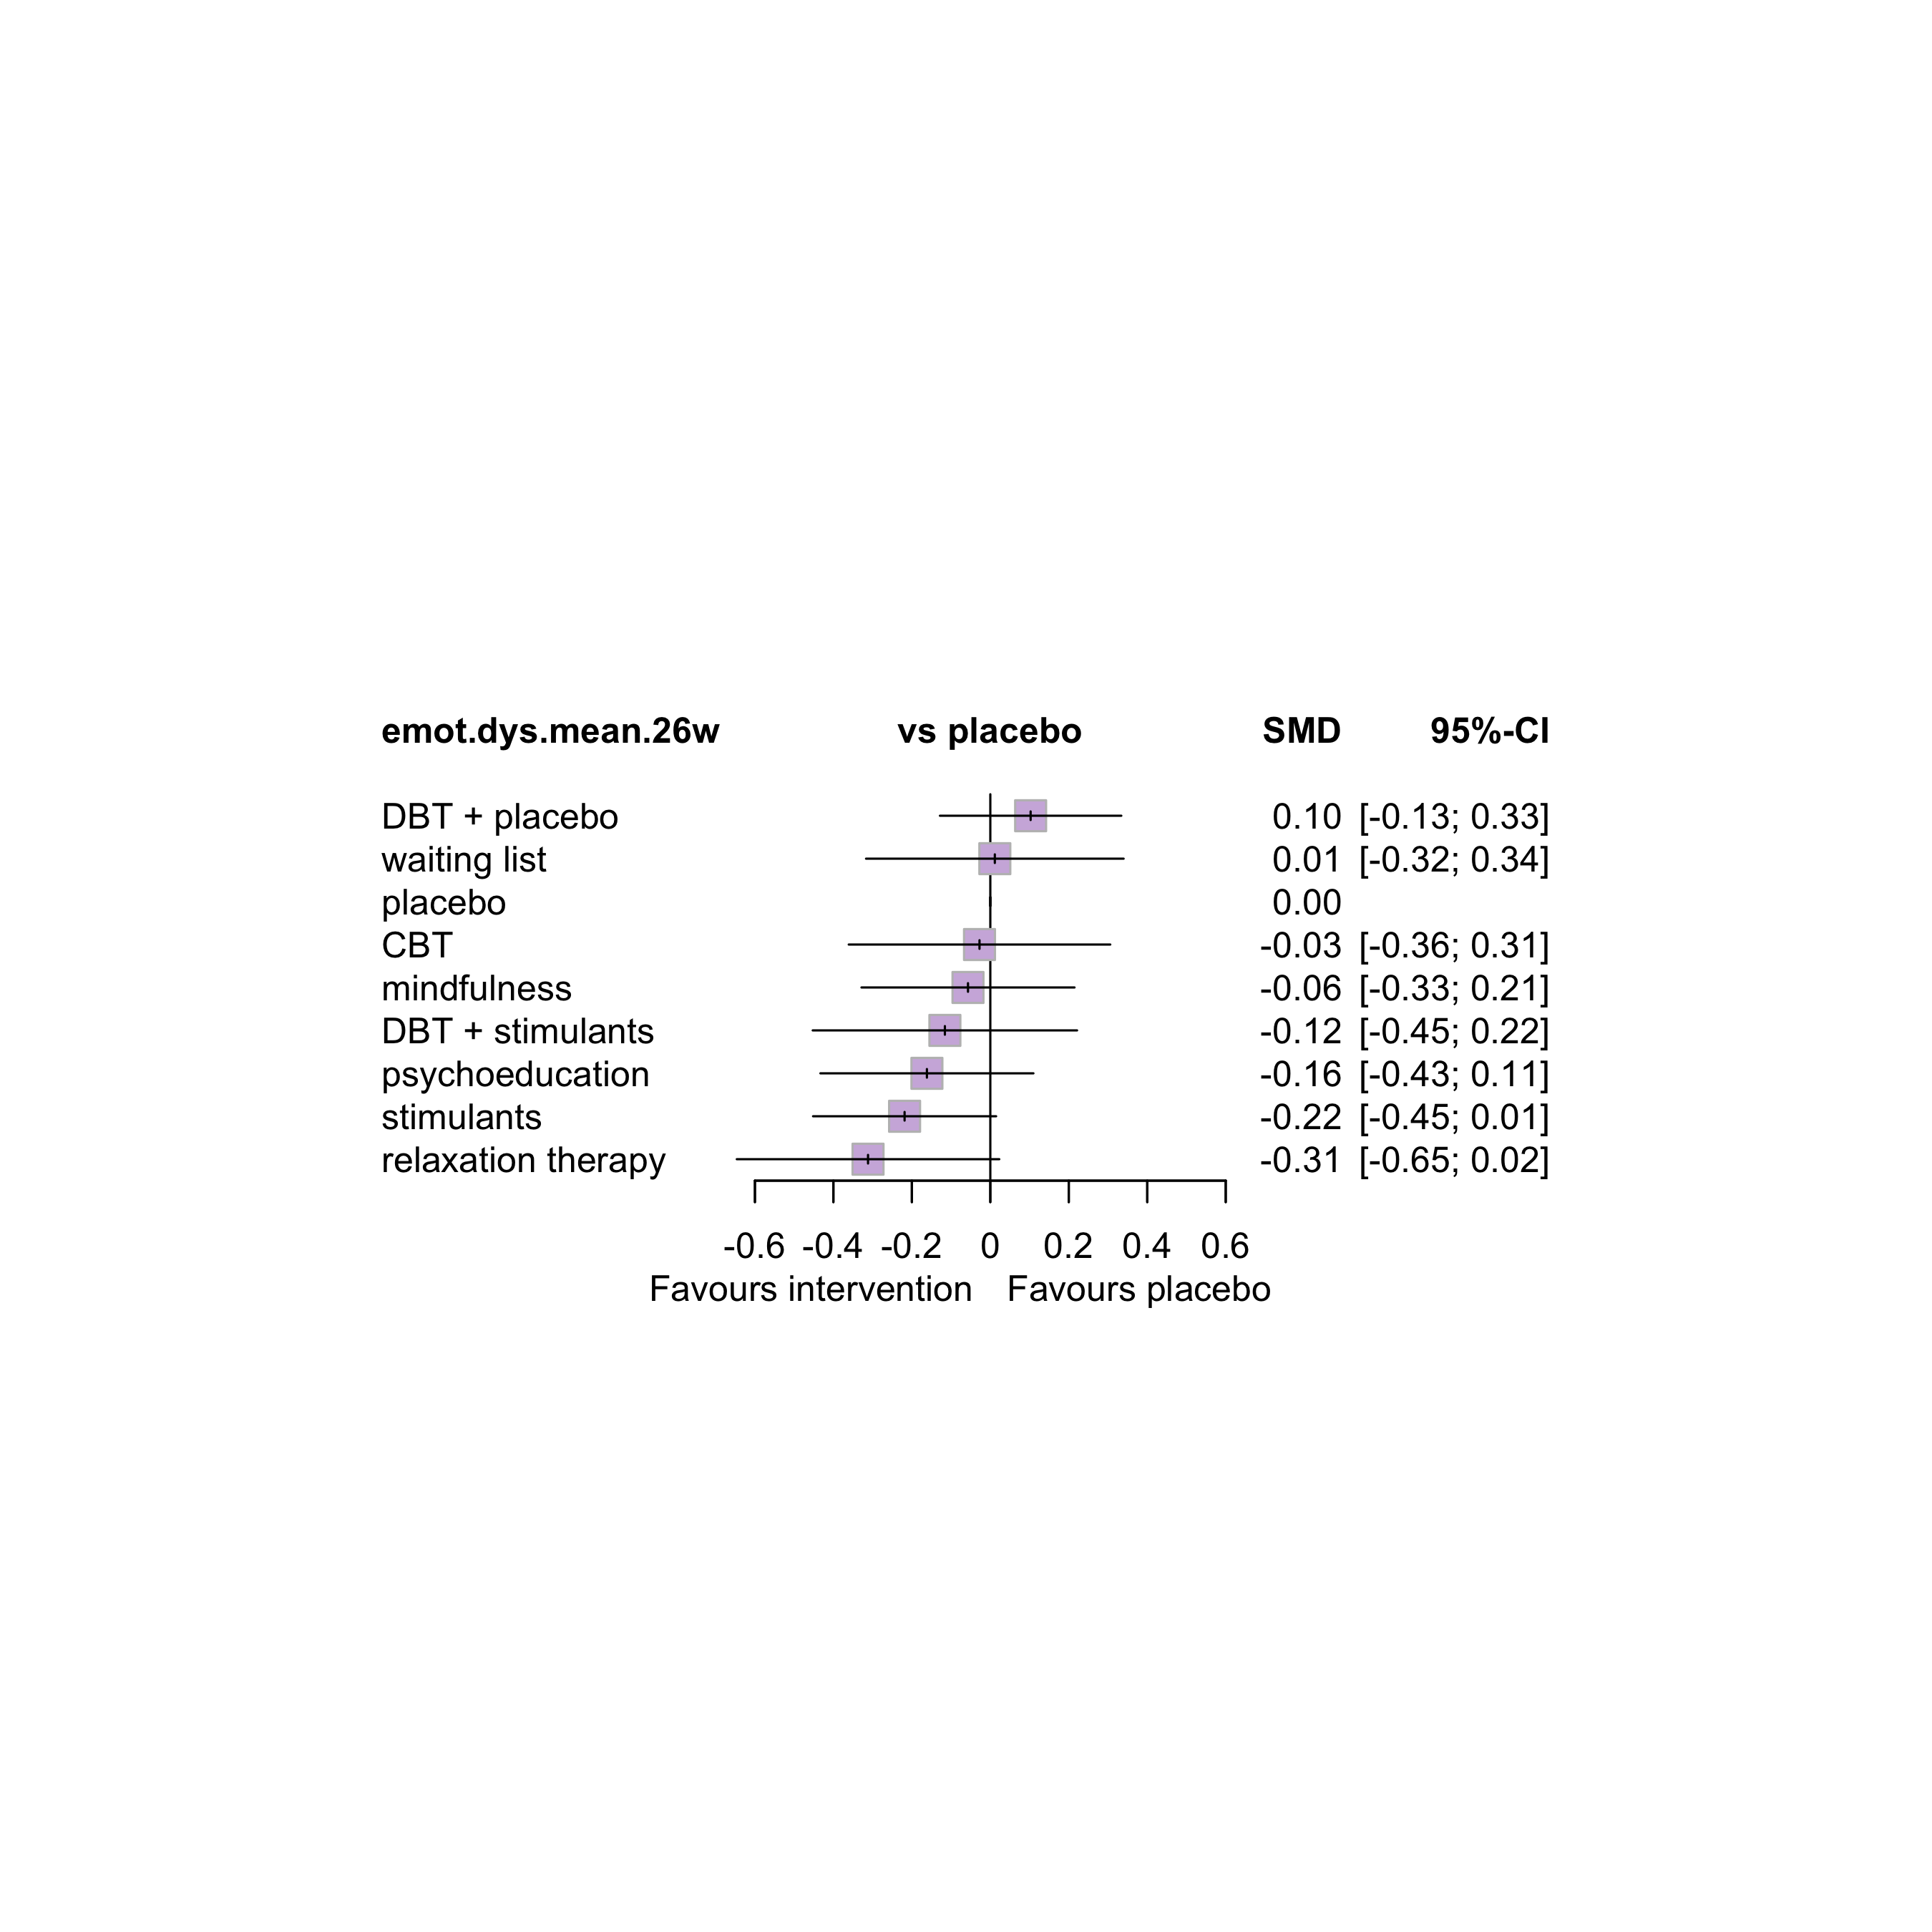 emot.dys.mean.26w vs placebo SMD 95%-CI
DBT + placebo 0.10 [-0.13; 0.33]
waiting list 0.01 [-0.32; 0.34]
placebo 0.00
CBT -0.03 [-0.36; 0.31]
mindfulness -0.06 [-0.33; 0.21]
DBT + stimulants -0.12 [-0.45; 0.22]
psychoeducation -0.16 [-0.43; 0.11]
stimulants -0.22 [-0.45; 0.01]
relaxation therapy -0.31 [-0.65; 0.02]
-0.6 -0.4 -0.2 0 0.2 0.4 0.6
Favours intervention Favours placebo